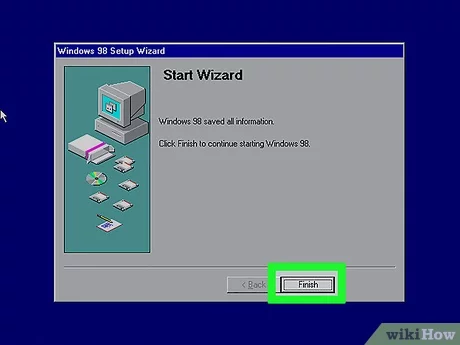 Windows 98 Setup Wizard
Start Wizard
Windows 98 saved all information.
Click Finish to continue starting Windows 98.
< Back
Finish
wikiHow